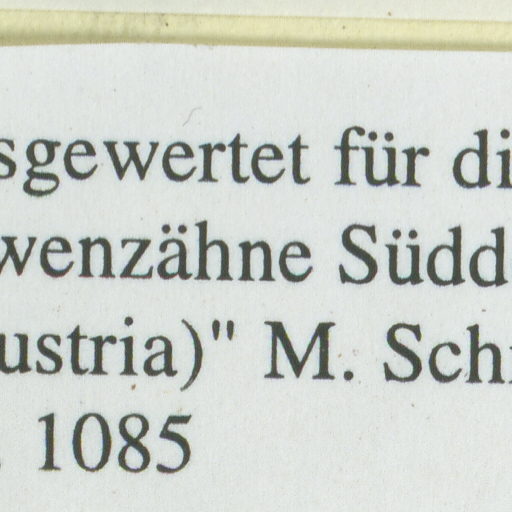 sgewertet für di
wenzähne Südd
ustria)" M. Sch
. 1085